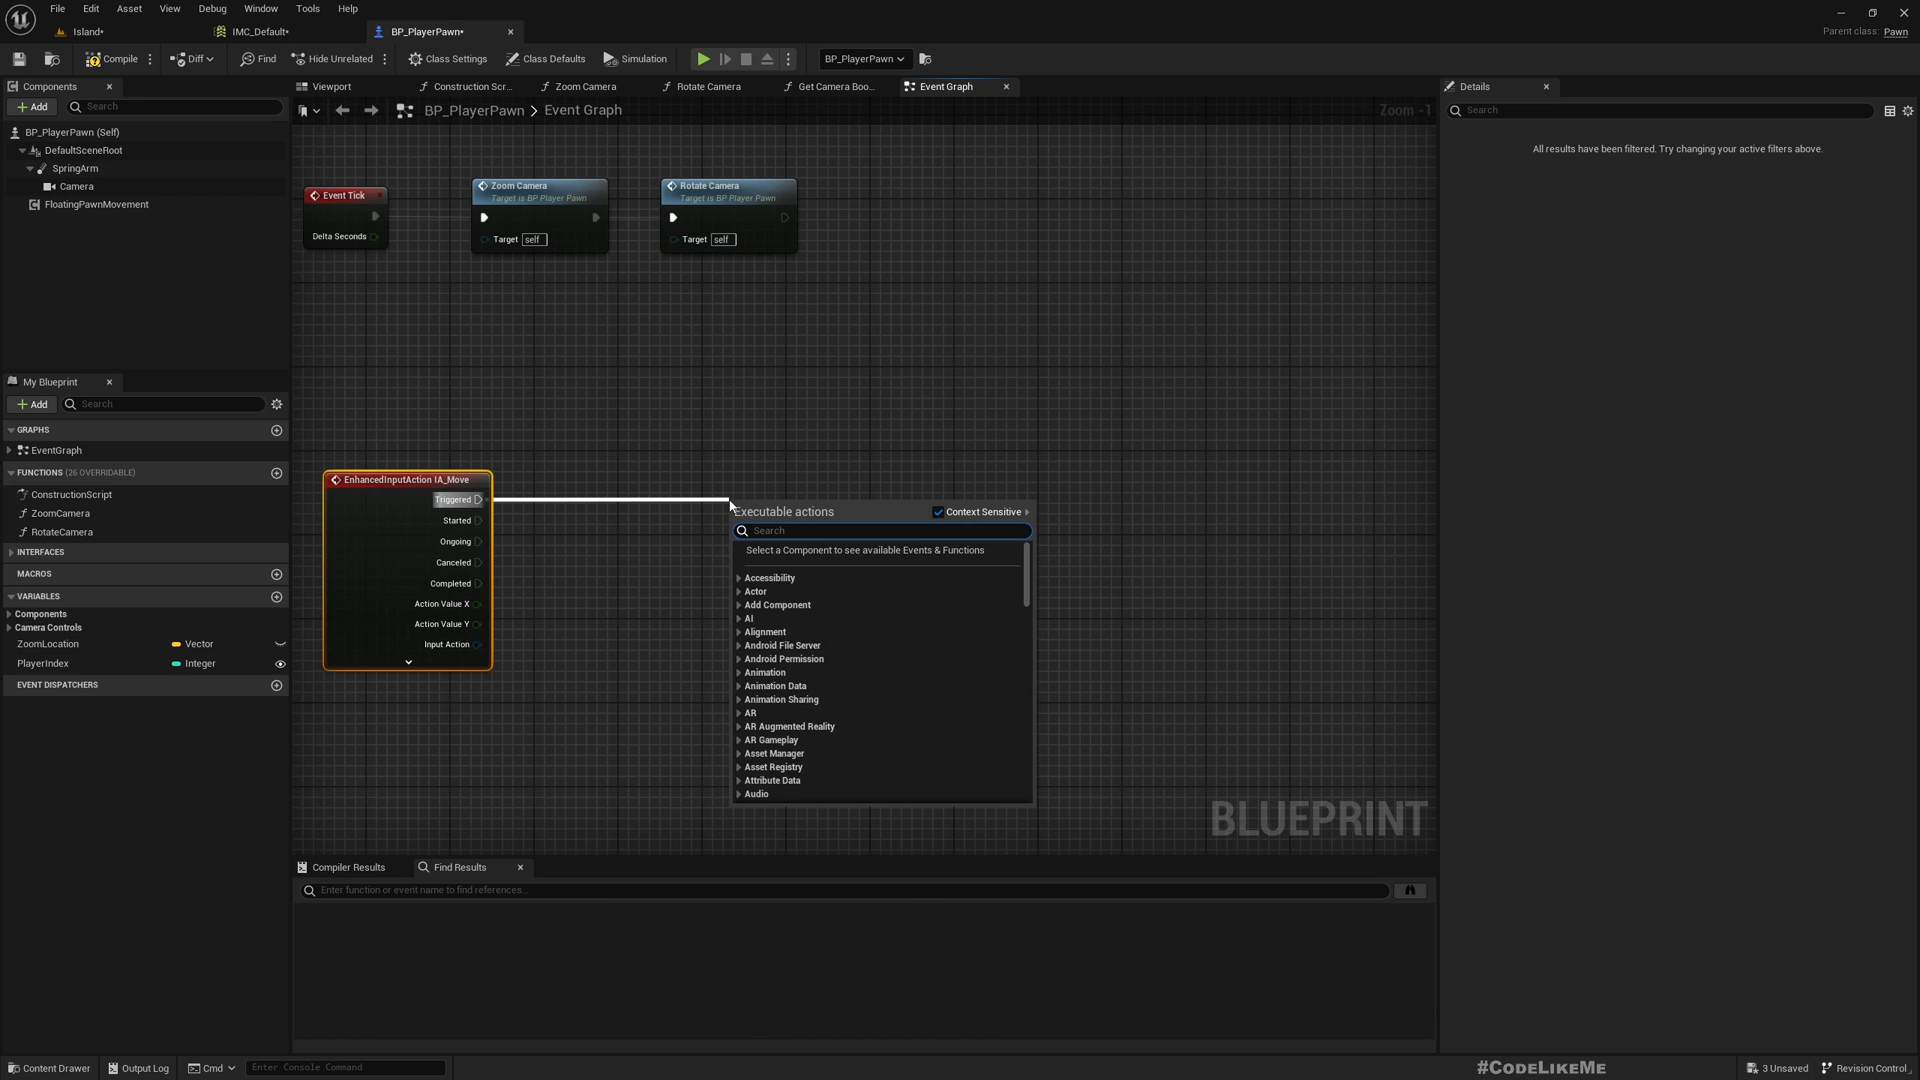 File Edit Asset View Debug Window Tools Help
Island*
IMC_Default*
BP_PlayerPawn*
Parent class: Pawn
Compile
Diff
Find
Hide Unrelated
Class Settings
Class Defaults
Simulation
BP_PlayerPawn
Components
Add
Search
BP_PlayerPawn (Self)
DefaultSceneRoot
SpringArm
Camera
FloatingPawnMovement
My Blueprint
Add
Search
GRAPHS
EventGraph
FUNCTIONS (26 OVERRIDABLE)
ConstructionScript
ZoomCamera
RotateCamera
INTERFACES
MACROS
VARIABLES
Components
Camera Controls
ZoomLocation Vector
PlayerIndex Integer
EVENT DISPATCHERS
Viewport
Construction Scr...
Zoom Camera
Rotate Camera
Get Camera Boo...
Event Graph
BP_PlayerPawn > Event Graph
Zoom -1
Event Tick
Delta Seconds
Zoom Camera
Target is BP Player Pawn
Target self
Rotate Camera
Target is BP Player Pawn
Target self
EnhancedInputAction IA_Move
Triggered
Started
Ongoing
Canceled
Completed
Action Value X
Action Value Y
Input Action
Executable actions
Context Sensitive
Search
Select a Component to see available Events & Functions
Accessibility
Actor
Add Component
AI
Alignment
Android File Server
Android Permission
Animation
Animation Data
Animation Sharing
AR
AR Augmented Reality
AR Gameplay
Asset Manager
Asset Registry
Attribute Data
Audio
BLUEPRINT
Compiler Results
Find Results
Enter function or event name to find references...
Details
Search
All results have been filtered. Try changing your active filters above.
Content Drawer
Output Log
Cmd
Enter Console Command
#CodeLikeMe
3 Unsaved
Revision Control